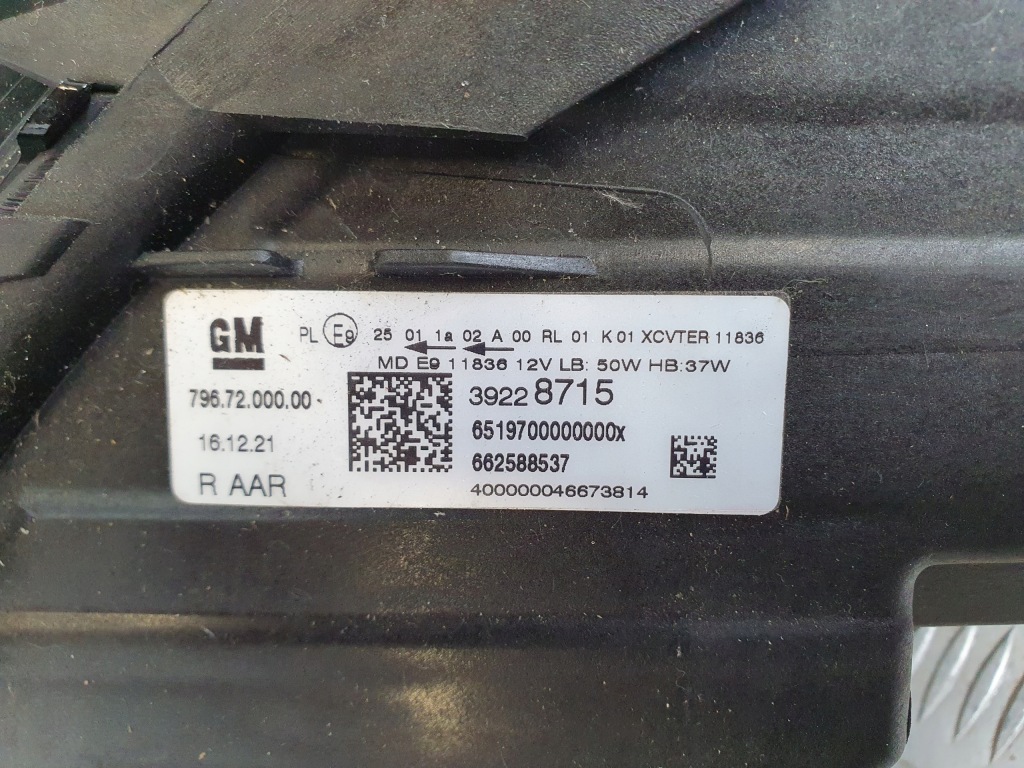 GM
PL E9 25 01 1a 02 A 00 RL 01 K 01 XCVTER 11836
MD E9 11836 12V LB: 50W HB:37W
796.72.000.00
39228715
16.12.21
6519700000000x
662588537
R AAR
400000046673814